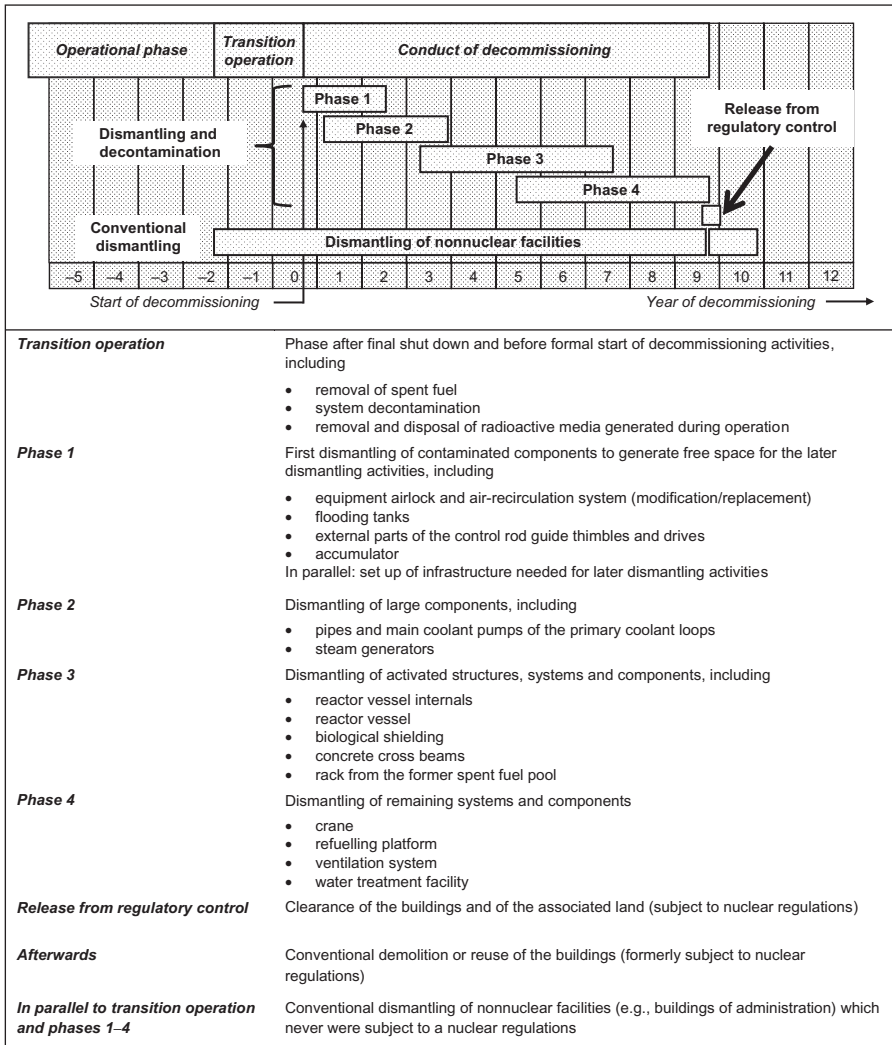 Operational phase
Transition
operation
Conduct of decommissioning
Phase 1
Phase 2
Dismantling and
decontamination
Phase 3
Phase 4
Release from
regulatory control
Conventional
dismantling
Dismantling of nonnuclear facilities
–5 –4 –3 –2 –1 0 1 2 3 4 5 6 7 8 9 10 11 12
Start of decommissioning
Year of decommissioning
Transition operation
Phase after final shut down and before formal start of decommissioning activities,
including
• removal of spent fuel
• system decontamination
• removal and disposal of radioactive media generated during operation
Phase 1
First dismantling of contaminated components to generate free space for the later
dismantling activities, including
• equipment airlock and air-recirculation system (modification/replacement)
• flooding tanks
• external parts of the control rod guide thimbles and drives
• accumulator
In parallel: set up of infrastructure needed for later dismantling activities
Phase 2
Dismantling of large components, including
• pipes and main coolant pumps of the primary coolant loops
• steam generators
Phase 3
Dismantling of activated structures, systems and components, including
• reactor vessel internals
• reactor vessel
• biological shielding
• concrete cross beams
• rack from the former spent fuel pool
Phase 4
Dismantling of remaining systems and components
• crane
• refuelling platform
• ventilation system
• water treatment facility
Release from regulatory control
Clearance of the buildings and of the associated land (subject to nuclear regulations)
Afterwards
Conventional demolition or reuse of the buildings (formerly subject to nuclear
regulations)
In parallel to transition operation
and phases 1–4
Conventional dismantling of nonnuclear facilities (e.g., buildings of administration) which
never were subject to a nuclear regulations